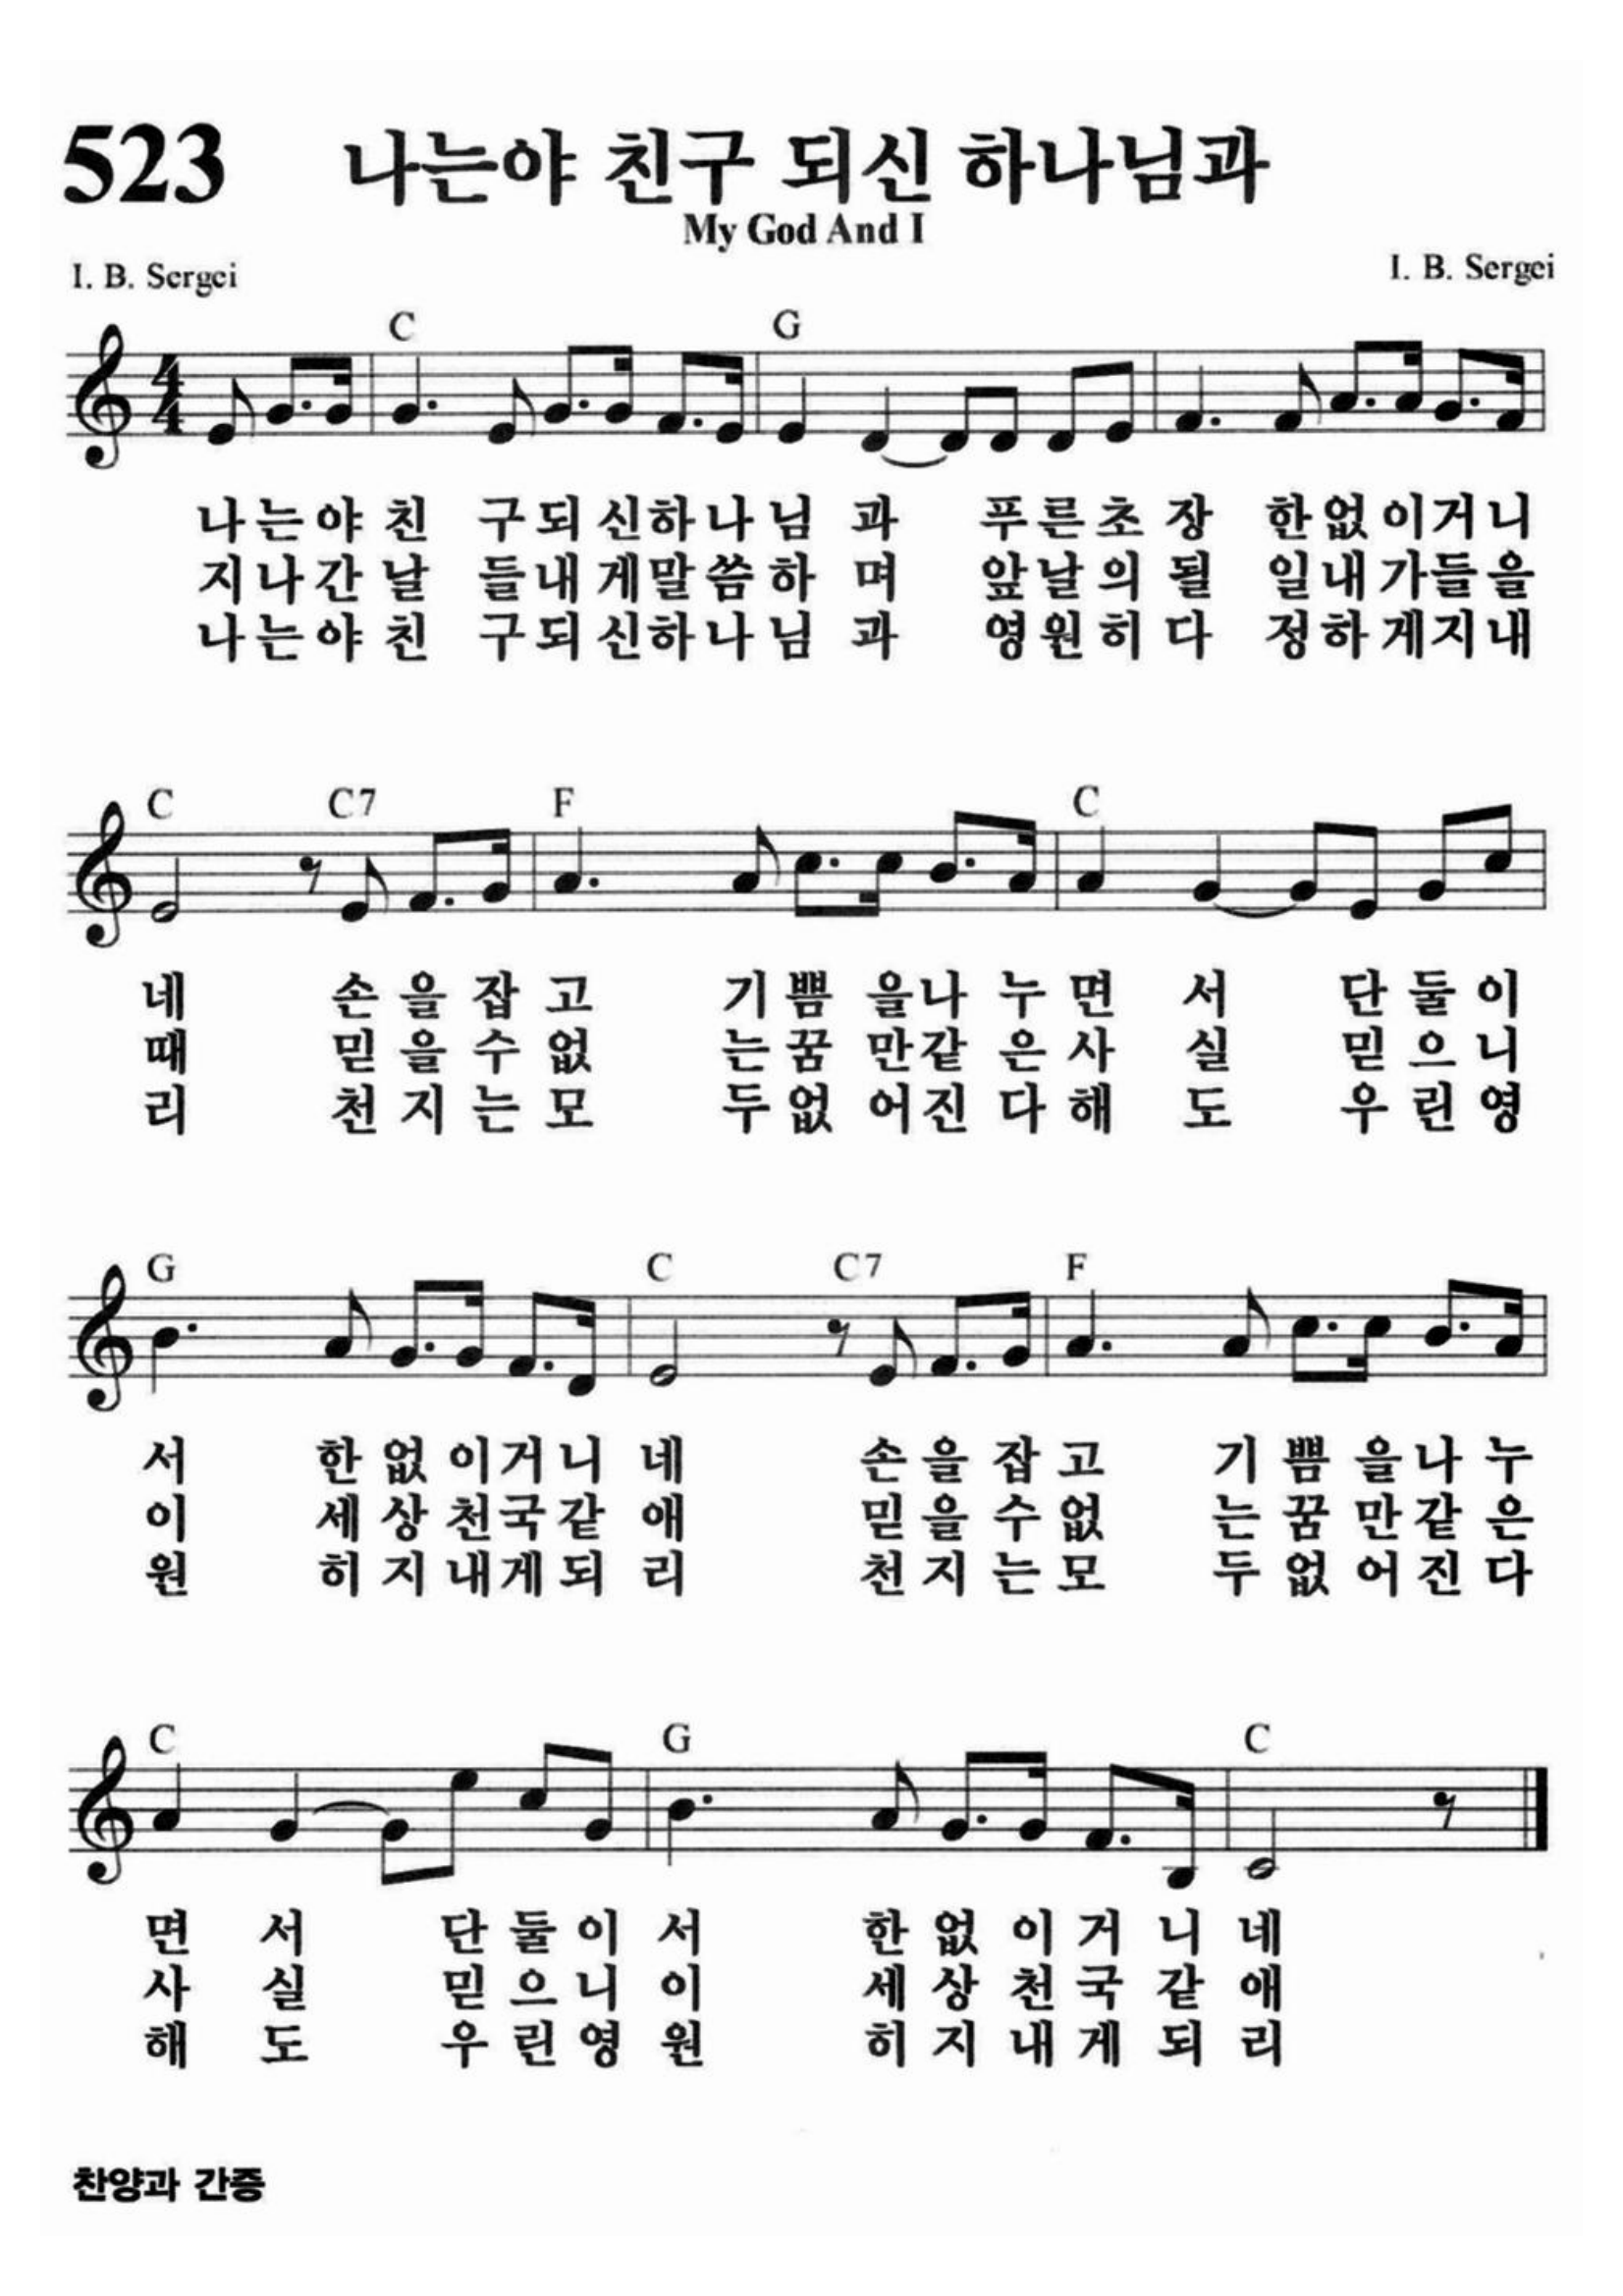 523 나는야 친구 되신 하나님과
My God And I
I. B. Sergei I. B. Sergei
C G
4
4
나는야 친 구되 신하나님 과 푸른초장 한없이거니
지나간 날 들내 게말씀하 며 앞날의될 일내가들을
나는야 친 구되 신하나님 과 영원히다 정하게지내
C C7 F C
네 손을잡고 기쁨 을나 누면 서 단둘이
때 믿을수없 는꿈 만같 은사 실 믿으니
리 천지는모 두없 어진 다해 도 우린영
G C C7 F
서 한없이거니 네 손을잡고 기쁨 을나누
이 세상천국같 애 믿을수없 는꿈 만같은
원 히지내게되 리 천지는모 두없 어진다
C G C
면 서 단둘이 서 한없 이거 니 네
사 실 믿으니 이 세상 천국 같 애
해 도 우린영 원 히지 내게 되 리
찬양과 간증